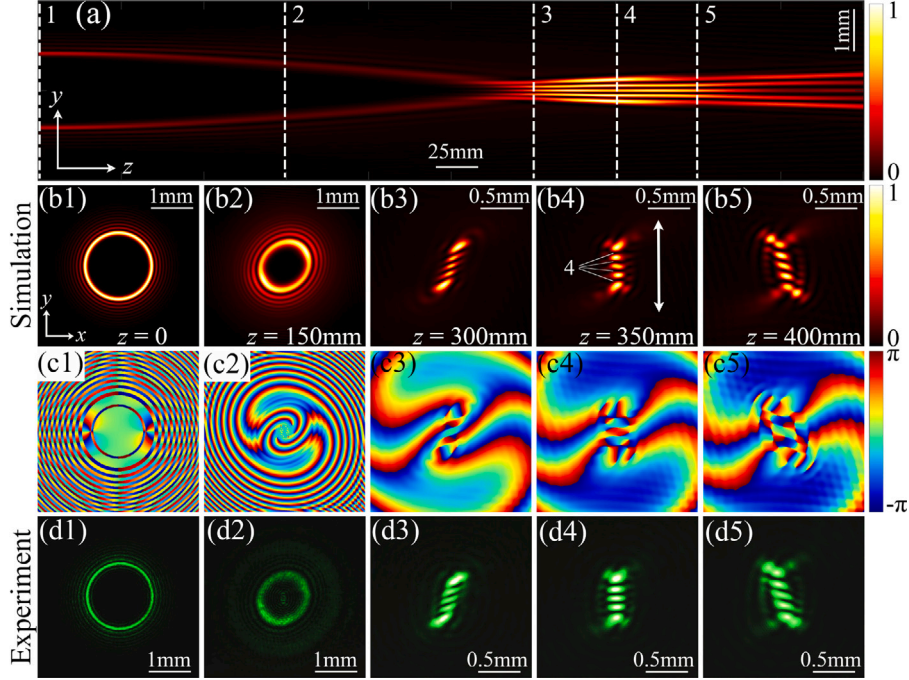 1 (a) 2 3 4 5 1
1mm
y
z
25mm
0
(b1) 1mm (b2) 1mm (b3) 0.5mm (b4) 0.5mm (b5) 0.5mm 1
Simulation
4
y
x z = 0 z = 150mm z = 300mm z = 350mm z = 400mm 0
(c1) (c2) (c3) (c4) (c5) π
-π
Experiment
(d1) (d2) (d3) (d4) (d5)
1mm 1mm 0.5mm 0.5mm 0.5mm